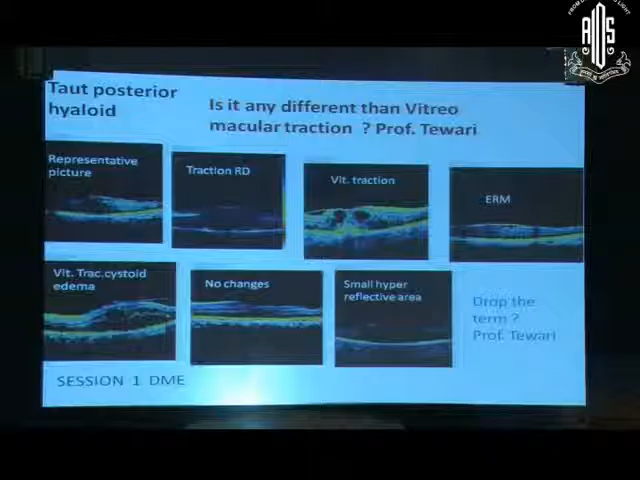 Taut posterior
hyaloid
Is it any different than Vitreo
macular traction ? Prof. Tewari
Representative
picture
Traction RD
Vit. traction
ERM
Vit. Trac.cystoid
edema
No changes
Small hyper
reflective area
Drop the
term ?
Prof. Tewari
SESSION 1 DME